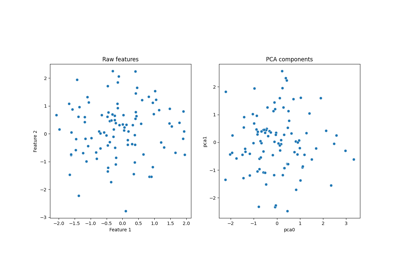 Raw features
PCA components
Feature 2
2
1
0
−1
−2
−3
−2.0 −1.5 −1.0 −0.5 0.0 0.5 1.0 1.5 2.0
Feature 1
pca1
2
1
0
−1
−2
−2 −1 0 1 2 3
pca0